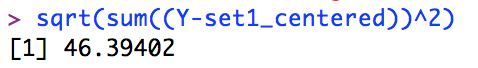 > sqrt(sum((Y-set1_centered))^2)
[1] 46.39402